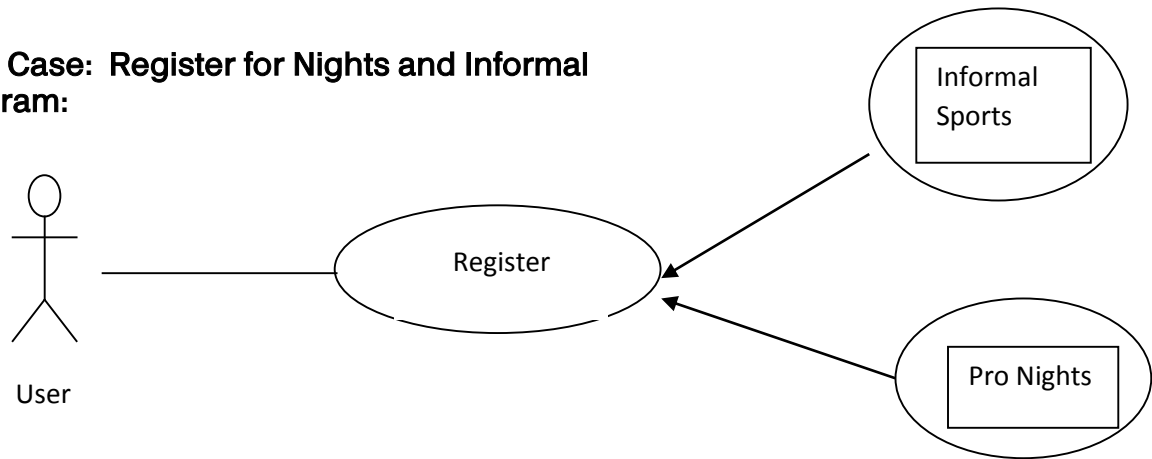 Case: Register for Nights and Informal
ram:
Informal
Sports
Register
Pro Nights
User